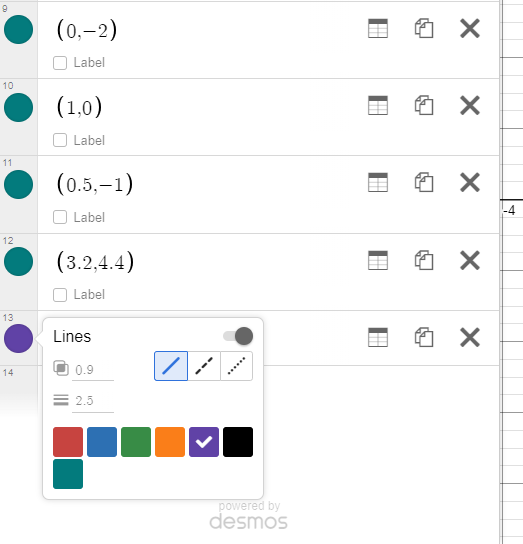 9
(0,−2)
Label
10
(1,0)
Label
11
(0.5,−1)
Label
12
(3.2,4.4)
Label
13
Lines
0.9
2.5
14
powered by
desmos
-4